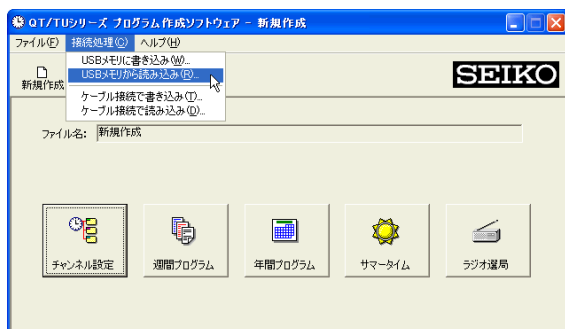 QT/TUシリーズ プログラム作成ソフトウェア - 新規作成
ファイル(F) 接続処理(C) ヘルプ(H)
USBメモリに書き込み(W)...
USBメモリから読み込み(R)...
ケーブル接続で書き込み(T)...
ケーブル接続で読み込み(D)...
新規作成
SEIKO
ファイル名: 新規作成
チャンネル設定 週間プログラム 年間プログラム サマータイム ラジオ選局